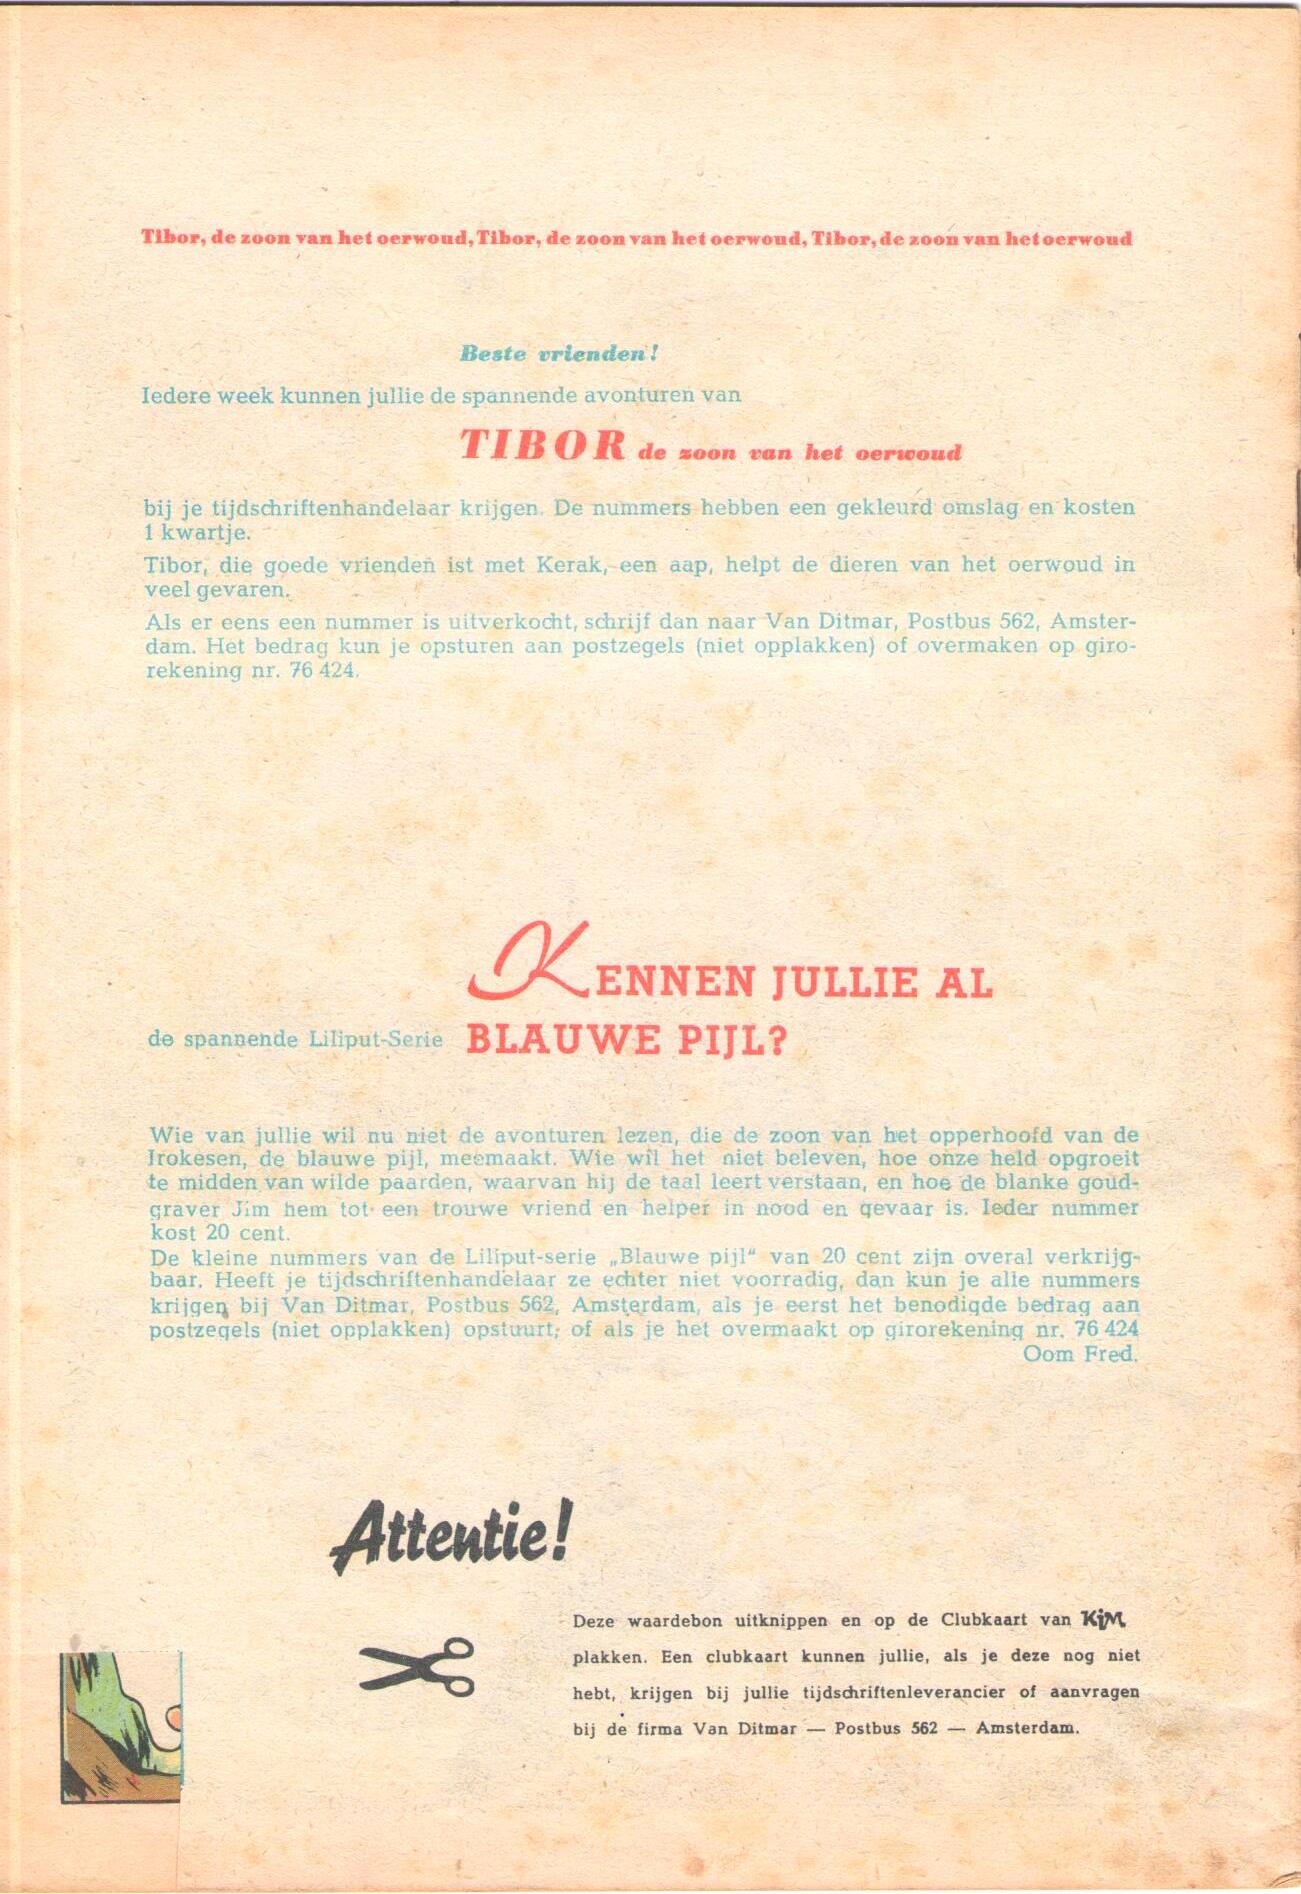 Tibor, de zoon van het oerwoud, Tibor, de zoon van het oerwoud, Tibor, de zoon van het oerwoud
Beste vrienden!
Iedere week kunnen jullie de spannende avonturen van
TIBOR de zoon van het oerwoud
bij je tijdschriftenhandelaar krijgen. De nummers hebben een gekleurd omslag en kosten
1 kwartje.
Tibor, die goede vrienden ist met Kerak, een aap, helpt de dieren van het oerwoud in
veel gevaren.
Als er eens een nummer is uitverkocht, schrijf dan naar Van Ditmar, Postbus 562, Amster-
dam. Het bedrag kun je opsturen aan postzegels (niet opplakken) of overmaken op giro-
rekening nr. 76 424.
KENNEN JULLIE AL
de spannende Liliput-Serie BLAUWE PIJL?
Wie van jullie wil nu niet de avonturen lezen, die de zoon van het opperhoofd van de
Irokesen, de blauwe pijl, meemaakt. Wie wil het niet beleven, hoe onze held opgroeit
te midden van wilde paarden, waarvan hij de taal leert verstaan, en hoe de blanke goud-
graver Jim hem tot een trouwe vriend en helper in nood en gevaar is. Ieder nummer
kost 20 cent.
De kleine nummers van de Liliput-serie „Blauwe pijl" van 20 cent zijn overal verkrijg-
baar. Heeft je tijdschriftenhandelaar ze echter niet voorradig, dan kun je alle nummers
krijgen bij Van Ditmar, Postbus 562, Amsterdam, als je eerst het benodigde bedrag aan
postzegels (niet opplakken) opstuurt, of als je het overmaakt op girorekening nr. 76 424
Oom Fred.
Attentie!
Deze waardebon uitknippen en op de Clubkaart van KiM
plakken. Een clubkaart kunnen jullie, als je deze nog niet
hebt, krijgen bij jullie tijdschriftenleverancier of aanvragen
bij de firma Van Ditmar — Postbus 562 — Amsterdam.